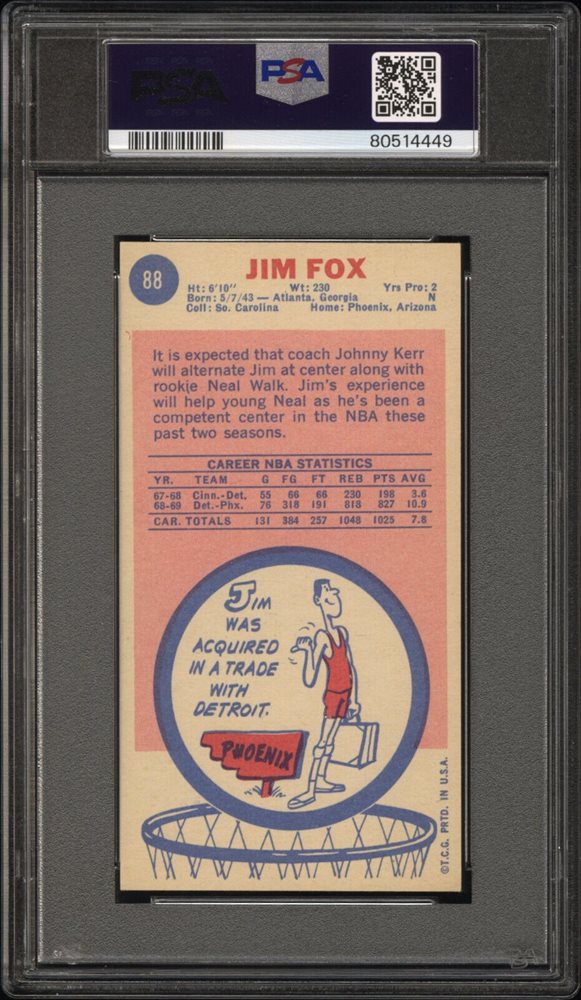 PSA
PSA
80514449
88
JIM FOX
Ht: 6'10" Wt: 230 Yrs Pro: 2
Born: 5/7/43 — Atlanta, Georgia N
Coll: So. Carolina Home: Phoenix, Arizona
It is expected that coach Johnny Kerr
will alternate Jim at center along with
rookie Neal Walk. Jim's experience
will help young Neal as he's been a
competent center in the NBA these
past two seasons.
CAREER NBA STATISTICS
YR. TEAM G FG FT REB PTS AVG
67-68 Cinn.-Det. 55 66 66 230 198 3.6
68-69 Det.-Phx. 76 318 191 818 827 10.9
CAR. TOTALS 131 384 257 1048 1025 7.8
JIM
WAS
ACQUIRED
IN A TRADE
WITH
DETROIT.
PHOENIX
©T.C.G. PRTD. IN U.S.A.